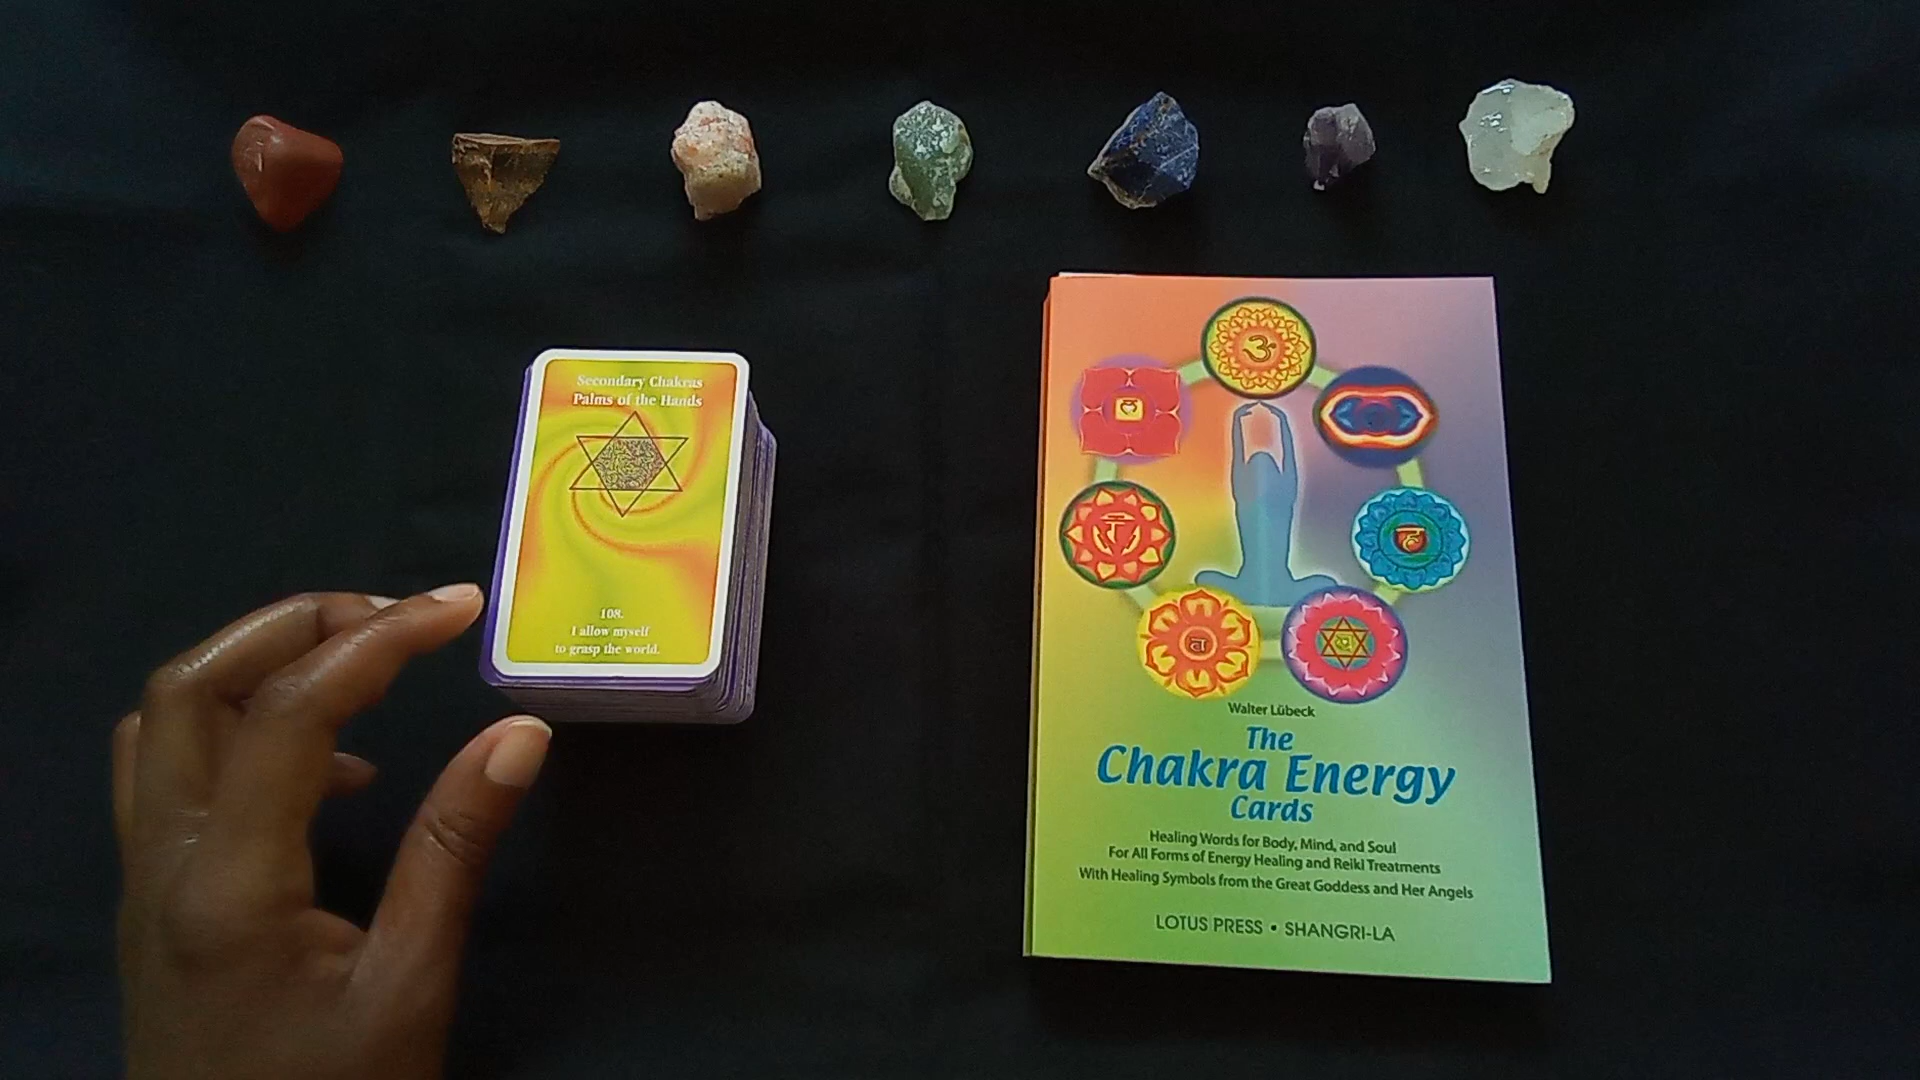 Secondary Chakras
Palms of the Hands
108.
I allow myself
to grasp the world.
Walter Lübeck
The
Chakra Energy
Cards
Healing Words for Body, Mind, and Soul
For All Forms of Energy Healing and Reiki Treatments
With Healing Symbols from the Great Goddess and Her Angels
LOTUS PRESS • SHANGRI-LA